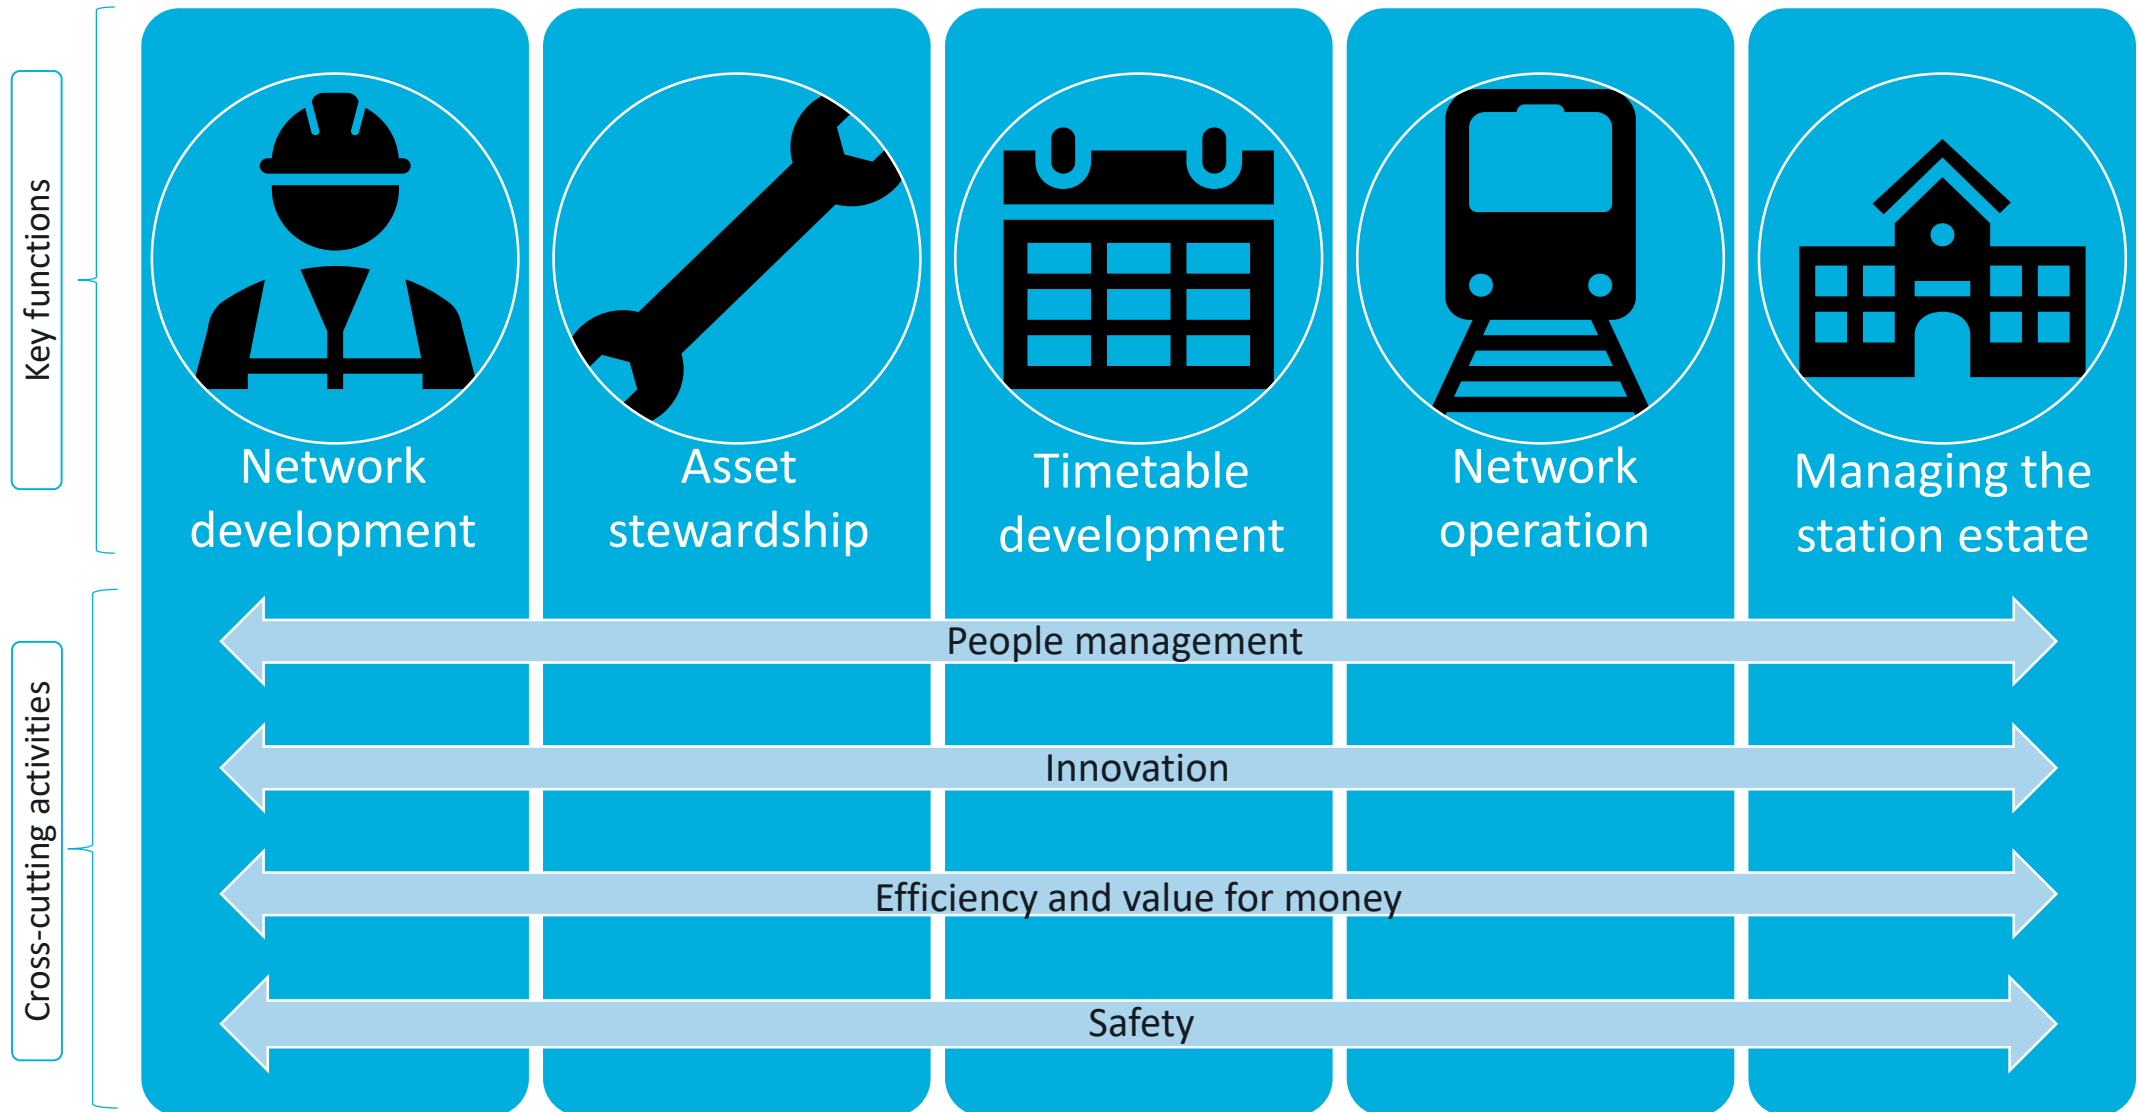 Key functions
Network
development
Asset
stewardship
Timetable
development
Network
operation
Managing the
station estate
Cross-cutting activities
People management
Innovation
Efficiency and value for money
Safety